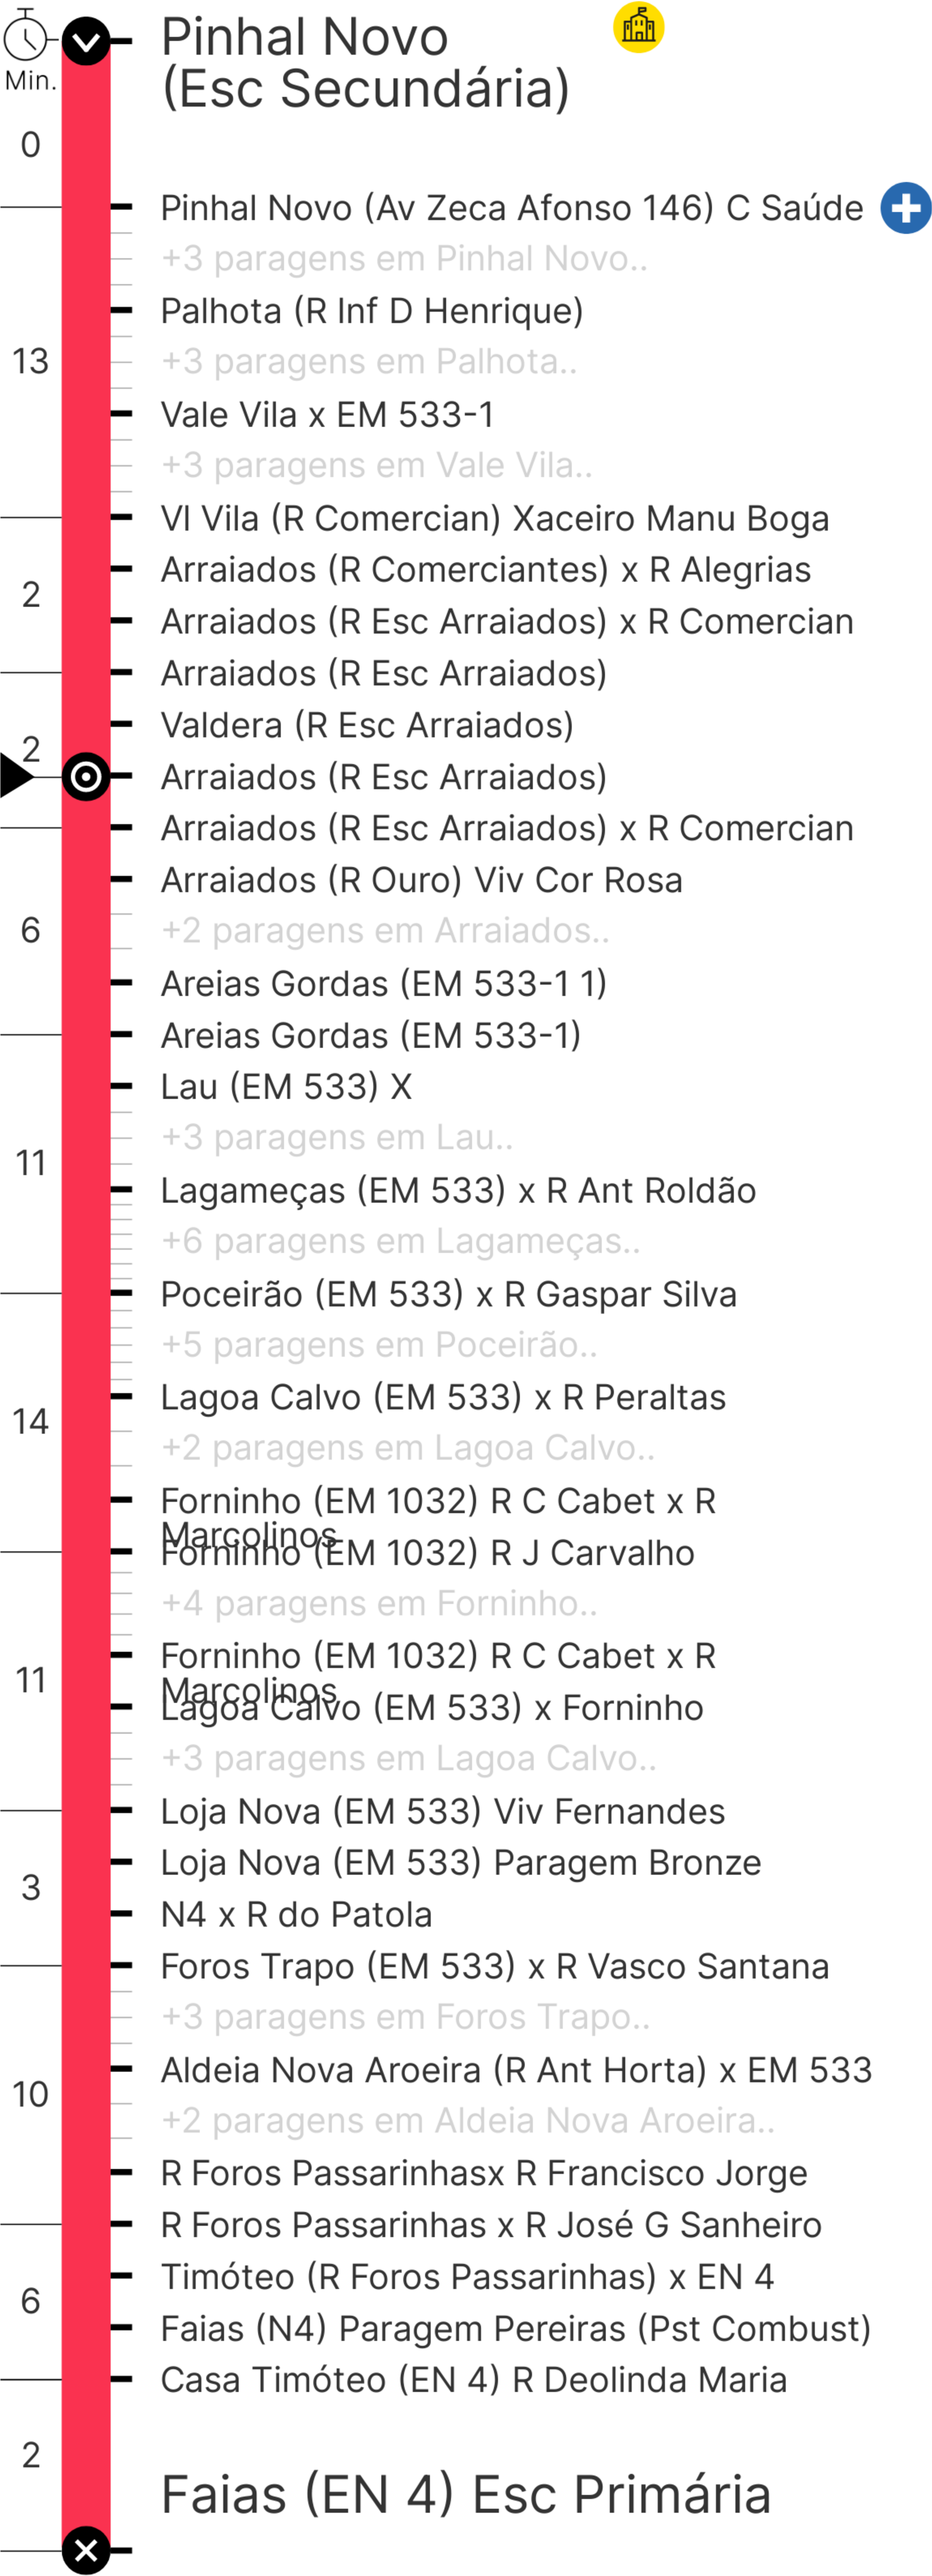 Pinhal Novo
(Esc Secundária)
Min.
0
Pinhal Novo (Av Zeca Afonso 146) C Saúde
+3 paragens em Pinhal Novo..
Palhota (R Inf D Henrique)
13
+3 paragens em Palhota..
Vale Vila x EM 533-1
+3 paragens em Vale Vila..
Vl Vila (R Comercian) Xaceiro Manu Boga
Arraiados (R Comerciantes) x R Alegrias
2
Arraiados (R Esc Arraiados) x R Comercian
Arraiados (R Esc Arraiados)
Valdera (R Esc Arraiados)
2
Arraiados (R Esc Arraiados)
Arraiados (R Esc Arraiados) x R Comercian
Arraiados (R Ouro) Viv Cor Rosa
6
+2 paragens em Arraiados..
Areias Gordas (EM 533-1 1)
Areias Gordas (EM 533-1)
Lau (EM 533) X
+3 paragens em Lau..
11
Lagameças (EM 533) x R Ant Roldão
+6 paragens em Lagameças..
Poceirão (EM 533) x R Gaspar Silva
+5 paragens em Poceirão..
Lagoa Calvo (EM 533) x R Peraltas
14
+2 paragens em Lagoa Calvo..
Forninho (EM 1032) R C Cabet x R
Marcolinos
Forninho (EM 1032) R J Carvalho
+4 paragens em Forninho..
Forninho (EM 1032) R C Cabet x R
11
Marcolinos
Lagoa Calvo (EM 533) x Forninho
+3 paragens em Lagoa Calvo..
Loja Nova (EM 533) Viv Fernandes
Loja Nova (EM 533) Paragem Bronze
3
N4 x R do Patola
Foros Trapo (EM 533) x R Vasco Santana
+3 paragens em Foros Trapo..
Aldeia Nova Aroeira (R Ant Horta) x EM 533
10
+2 paragens em Aldeia Nova Aroeira..
R Foros Passarinhasx R Francisco Jorge
R Foros Passarinhas x R José G Sanheiro
Timóteo (R Foros Passarinhas) x EN 4
6
Faias (N4) Paragem Pereiras (Pst Combust)
Casa Timóteo (EN 4) R Deolinda Maria
2
Faias (EN 4) Esc Primária